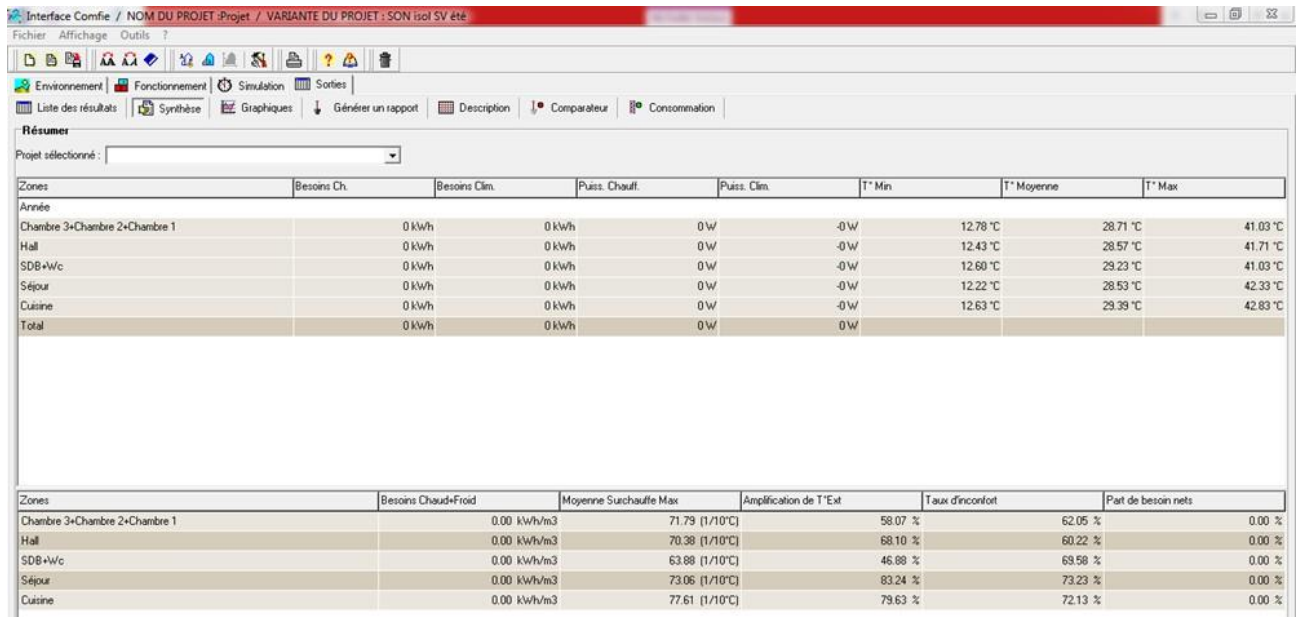 Interface Comfie / NOM DU PROJET :Projet / VARIANTE DU PROJET : SON isol SV été
Fichier Affichage Outils ?
Environnement Fonctionnement Simulation Sorties
Liste des résultats Synthèse Graphiques Générer un rapport Description Comparateur Consommation
Résumer
Projet sélectionné :
Zones Besoins Ch. Besoins Clim. Puiss. Chauff. Puiss. Clim. T° Min T° Moyenne T° Max
Année
Chambre 3+Chambre 2+Chambre 1 0 kWh 0 kWh 0 W -0 W 12.78 °C 28.71 °C 41.03 °C
Hall 0 kWh 0 kWh 0 W -0 W 12.43 °C 28.57 °C 41.71 °C
SDB+Wc 0 kWh 0 kWh 0 W -0 W 12.60 °C 29.23 °C 41.03 °C
Séjour 0 kWh 0 kWh 0 W -0 W 12.22 °C 28.53 °C 42.33 °C
Cuisine 0 kWh 0 kWh 0 W -0 W 12.63 °C 29.39 °C 42.83 °C
Total 0 kWh 0 kWh 0 W 0 W
Zones Besoins Chaud+Froid Moyenne Surchauffe Max Amplification de T°Ext Taux d'inconfort Part de besoin nets
Chambre 3+Chambre 2+Chambre 1 0.00 kWh/m3 71.79 (1/10°C) 58.07 % 62.05 % 0.00 %
Hall 0.00 kWh/m3 70.38 (1/10°C) 68.10 % 60.22 % 0.00 %
SDB+Wc 0.00 kWh/m3 63.88 (1/10°C) 46.88 % 69.58 % 0.00 %
Séjour 0.00 kWh/m3 73.06 (1/10°C) 83.24 % 73.23 % 0.00 %
Cuisine 0.00 kWh/m3 77.61 (1/10°C) 79.63 % 72.13 % 0.00 %